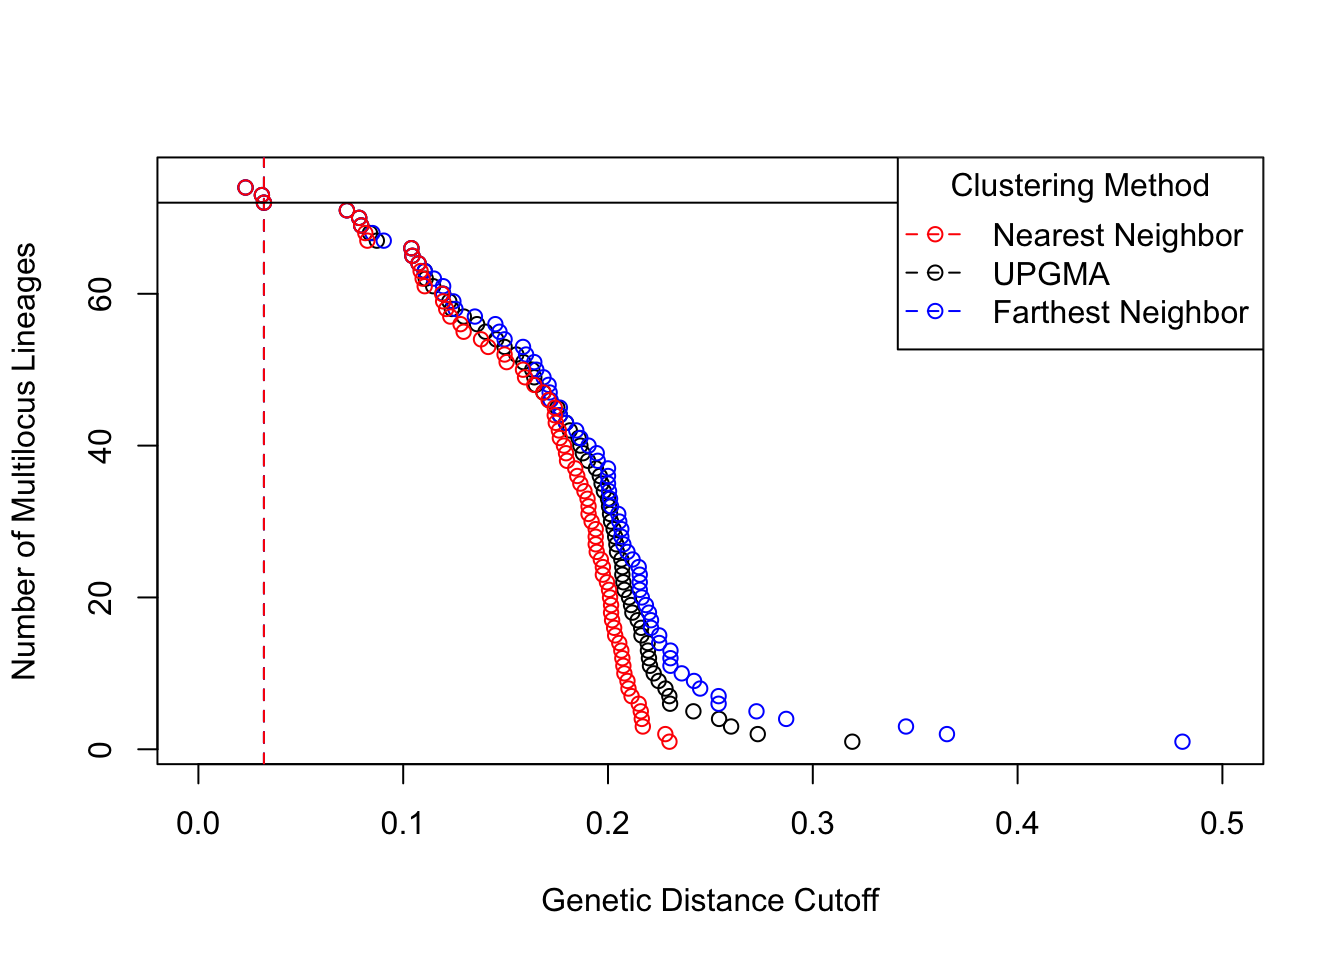 Clustering Method
Nearest Neighbor
UPGMA
Farthest Neighbor
Number of Multilocus Lineages
60
40
20
0
0.0 0.1 0.2 0.3 0.4 0.5
Genetic Distance Cutoff